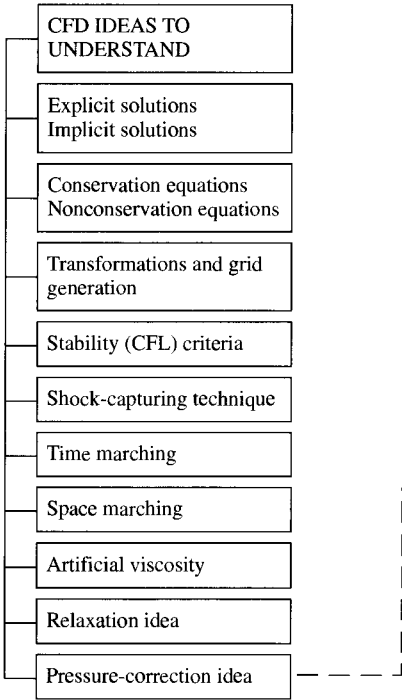 CFD IDEAS TO
UNDERSTAND
Explicit solutions
Implicit solutions
Conservation equations
Nonconservation equations
Transformations and grid
generation
Stability (CFL) criteria
Shock-capturing technique
Time marching
Space marching
Artificial viscosity
Relaxation idea
Pressure-correction idea